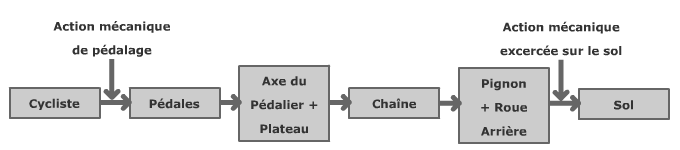 Action mécanique
de pédalage
Action mécanique
excercée sur le sol
Cycliste
Pédales
Axe du
Pédalier +
Plateau
Chaîne
Pignon
+ Roue
Arrière
Sol